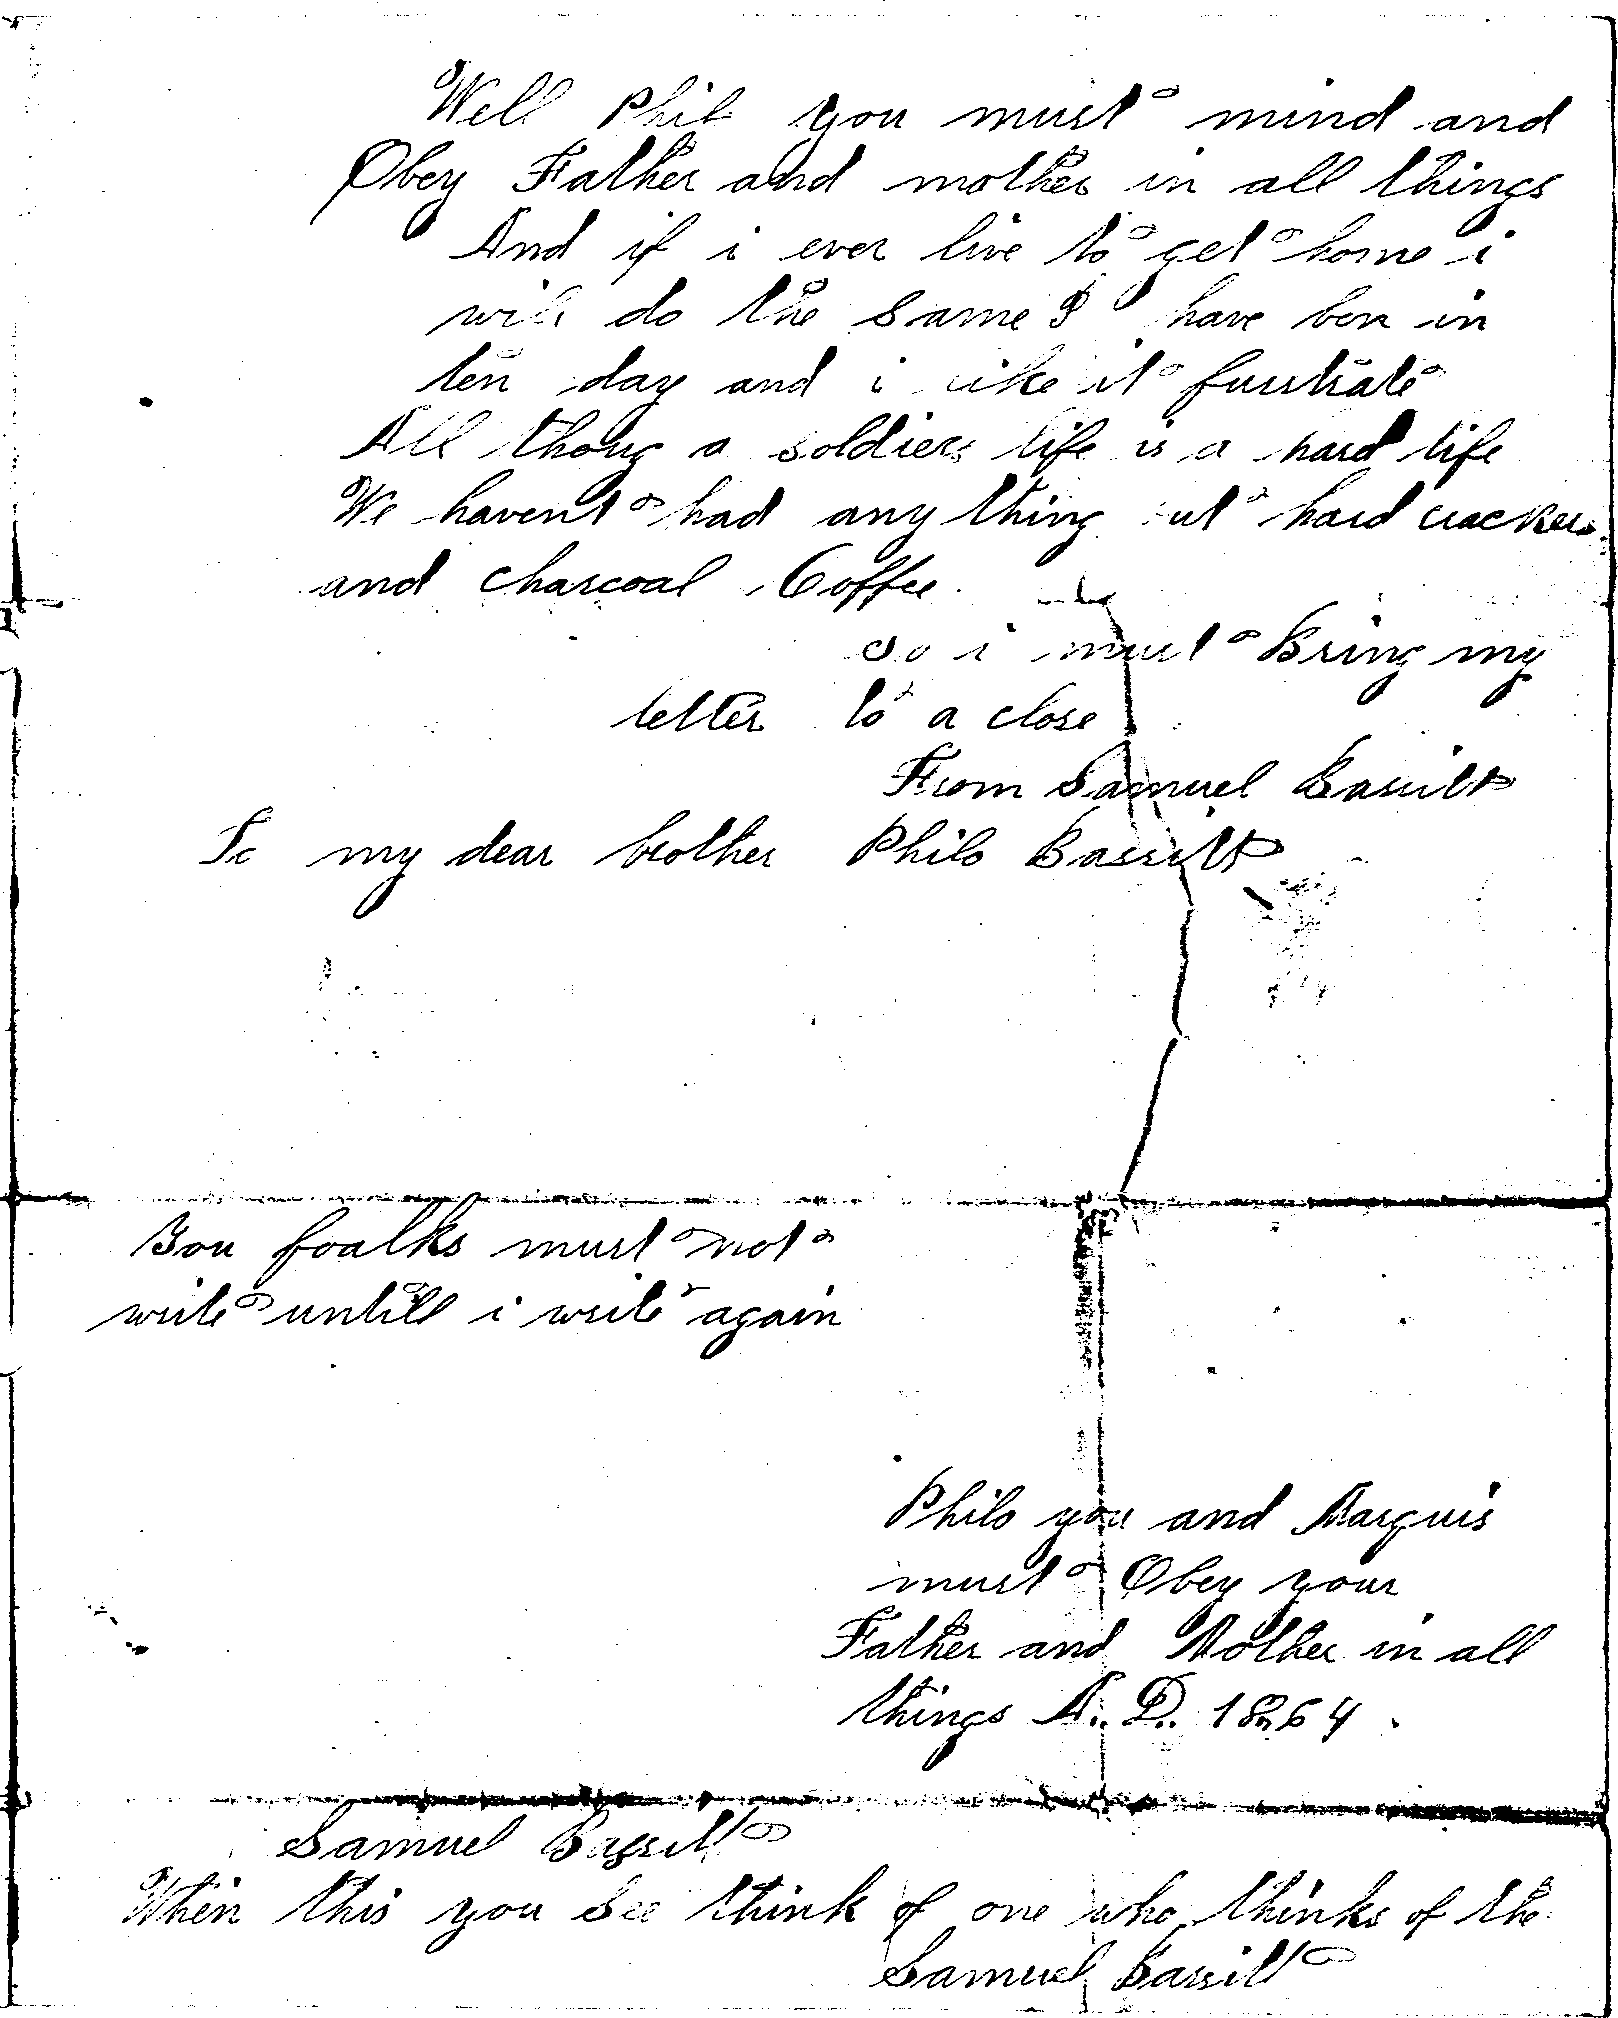 Well Phil you must mind and
Obey Father and mother in all things
And if i ever live to get home i
will do the same I have ben in
ten day and i like it furstrate
All thoug a soldiers life is a hard life
We havent had any thing but hard crackers
and charcoal Coffee.
So i must Bring my
letter to a close
From Samuel Bassitt
To my dear brother Philo Bassitt
You foalks must not
write untill i write again
Philo you and Marquis
must Obey your
Father and Mother in all
things A.. D.. 1864.
Samuel Bassitt
When this you See think of one who thinks of the
Samuel Bassitt